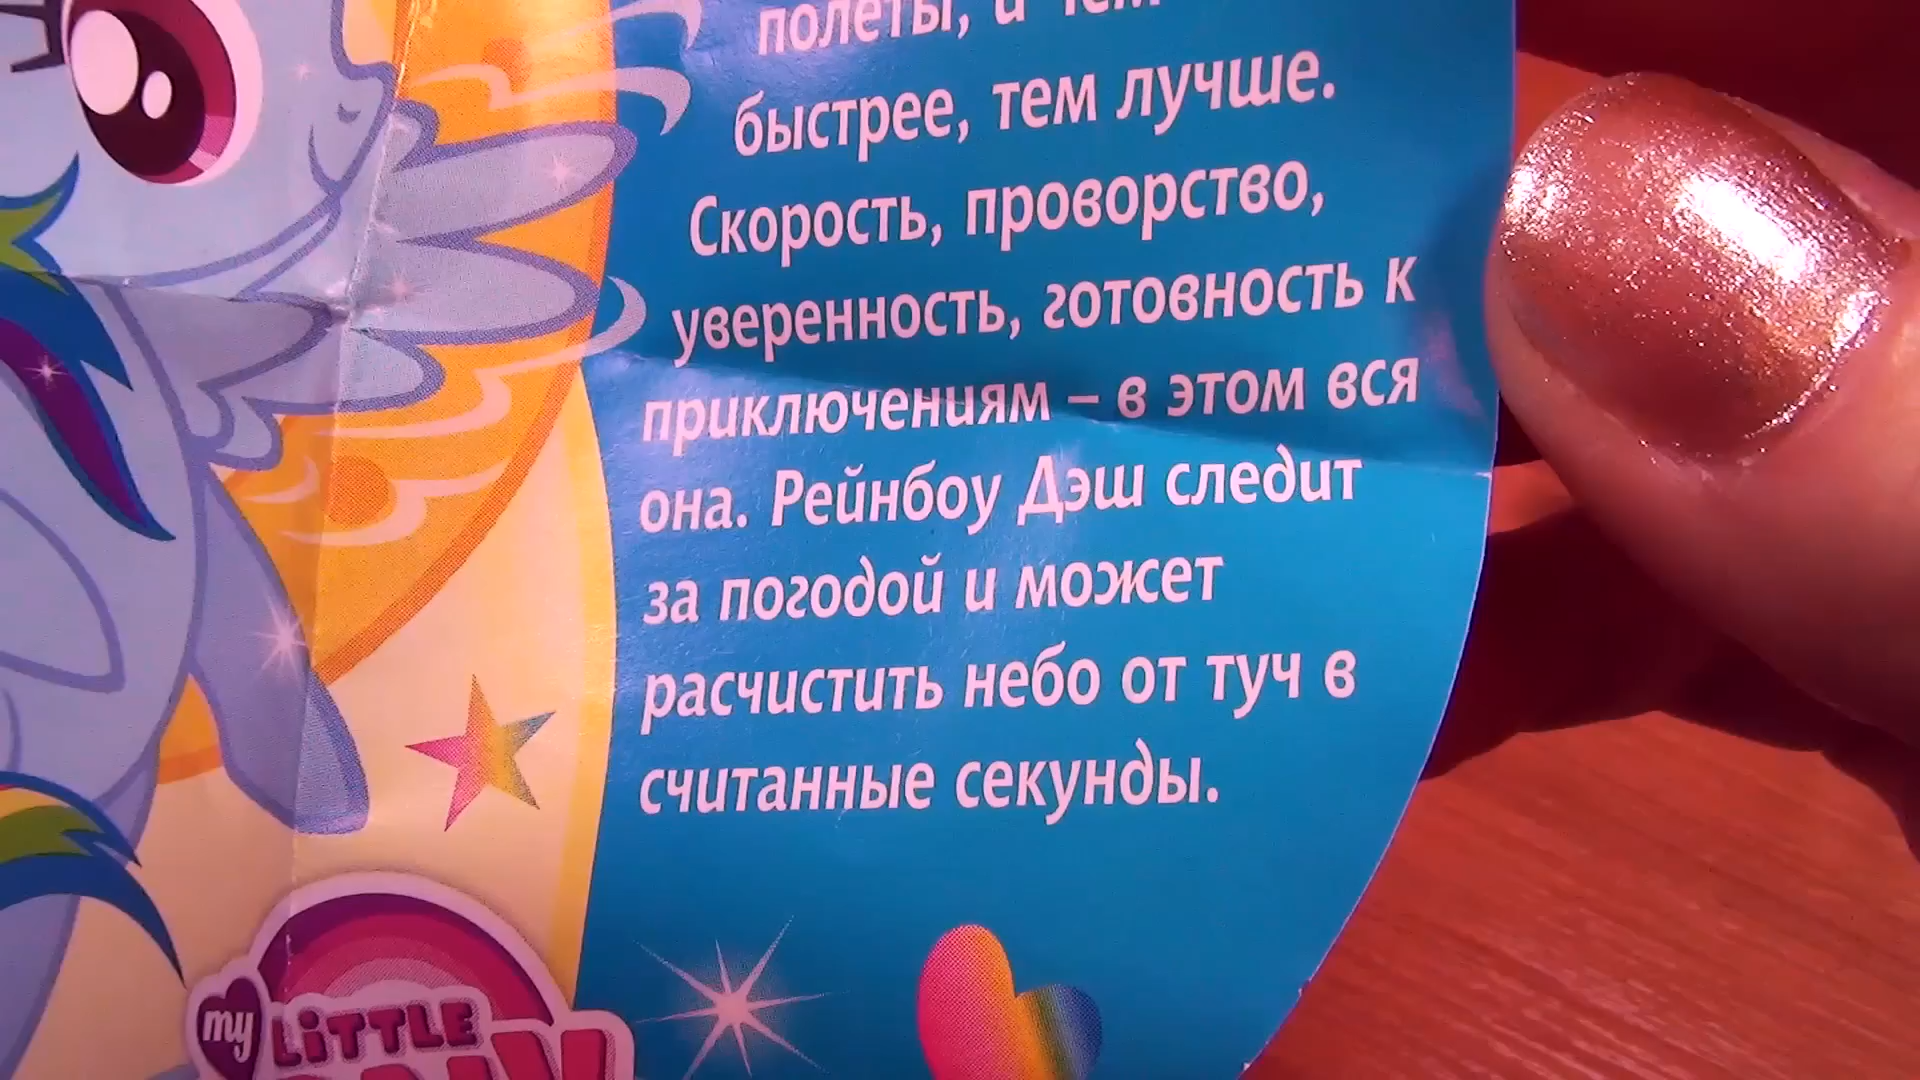 полеты, и чем
быстрее, тем лучше.
Скорость, проворство,
уверенность, готовность к
приключениям – в этом вся
она. Рейнбоу Дэш следит
за погодой и может
расчистить небо от туч в
считанные секунды.
my LiTTLE